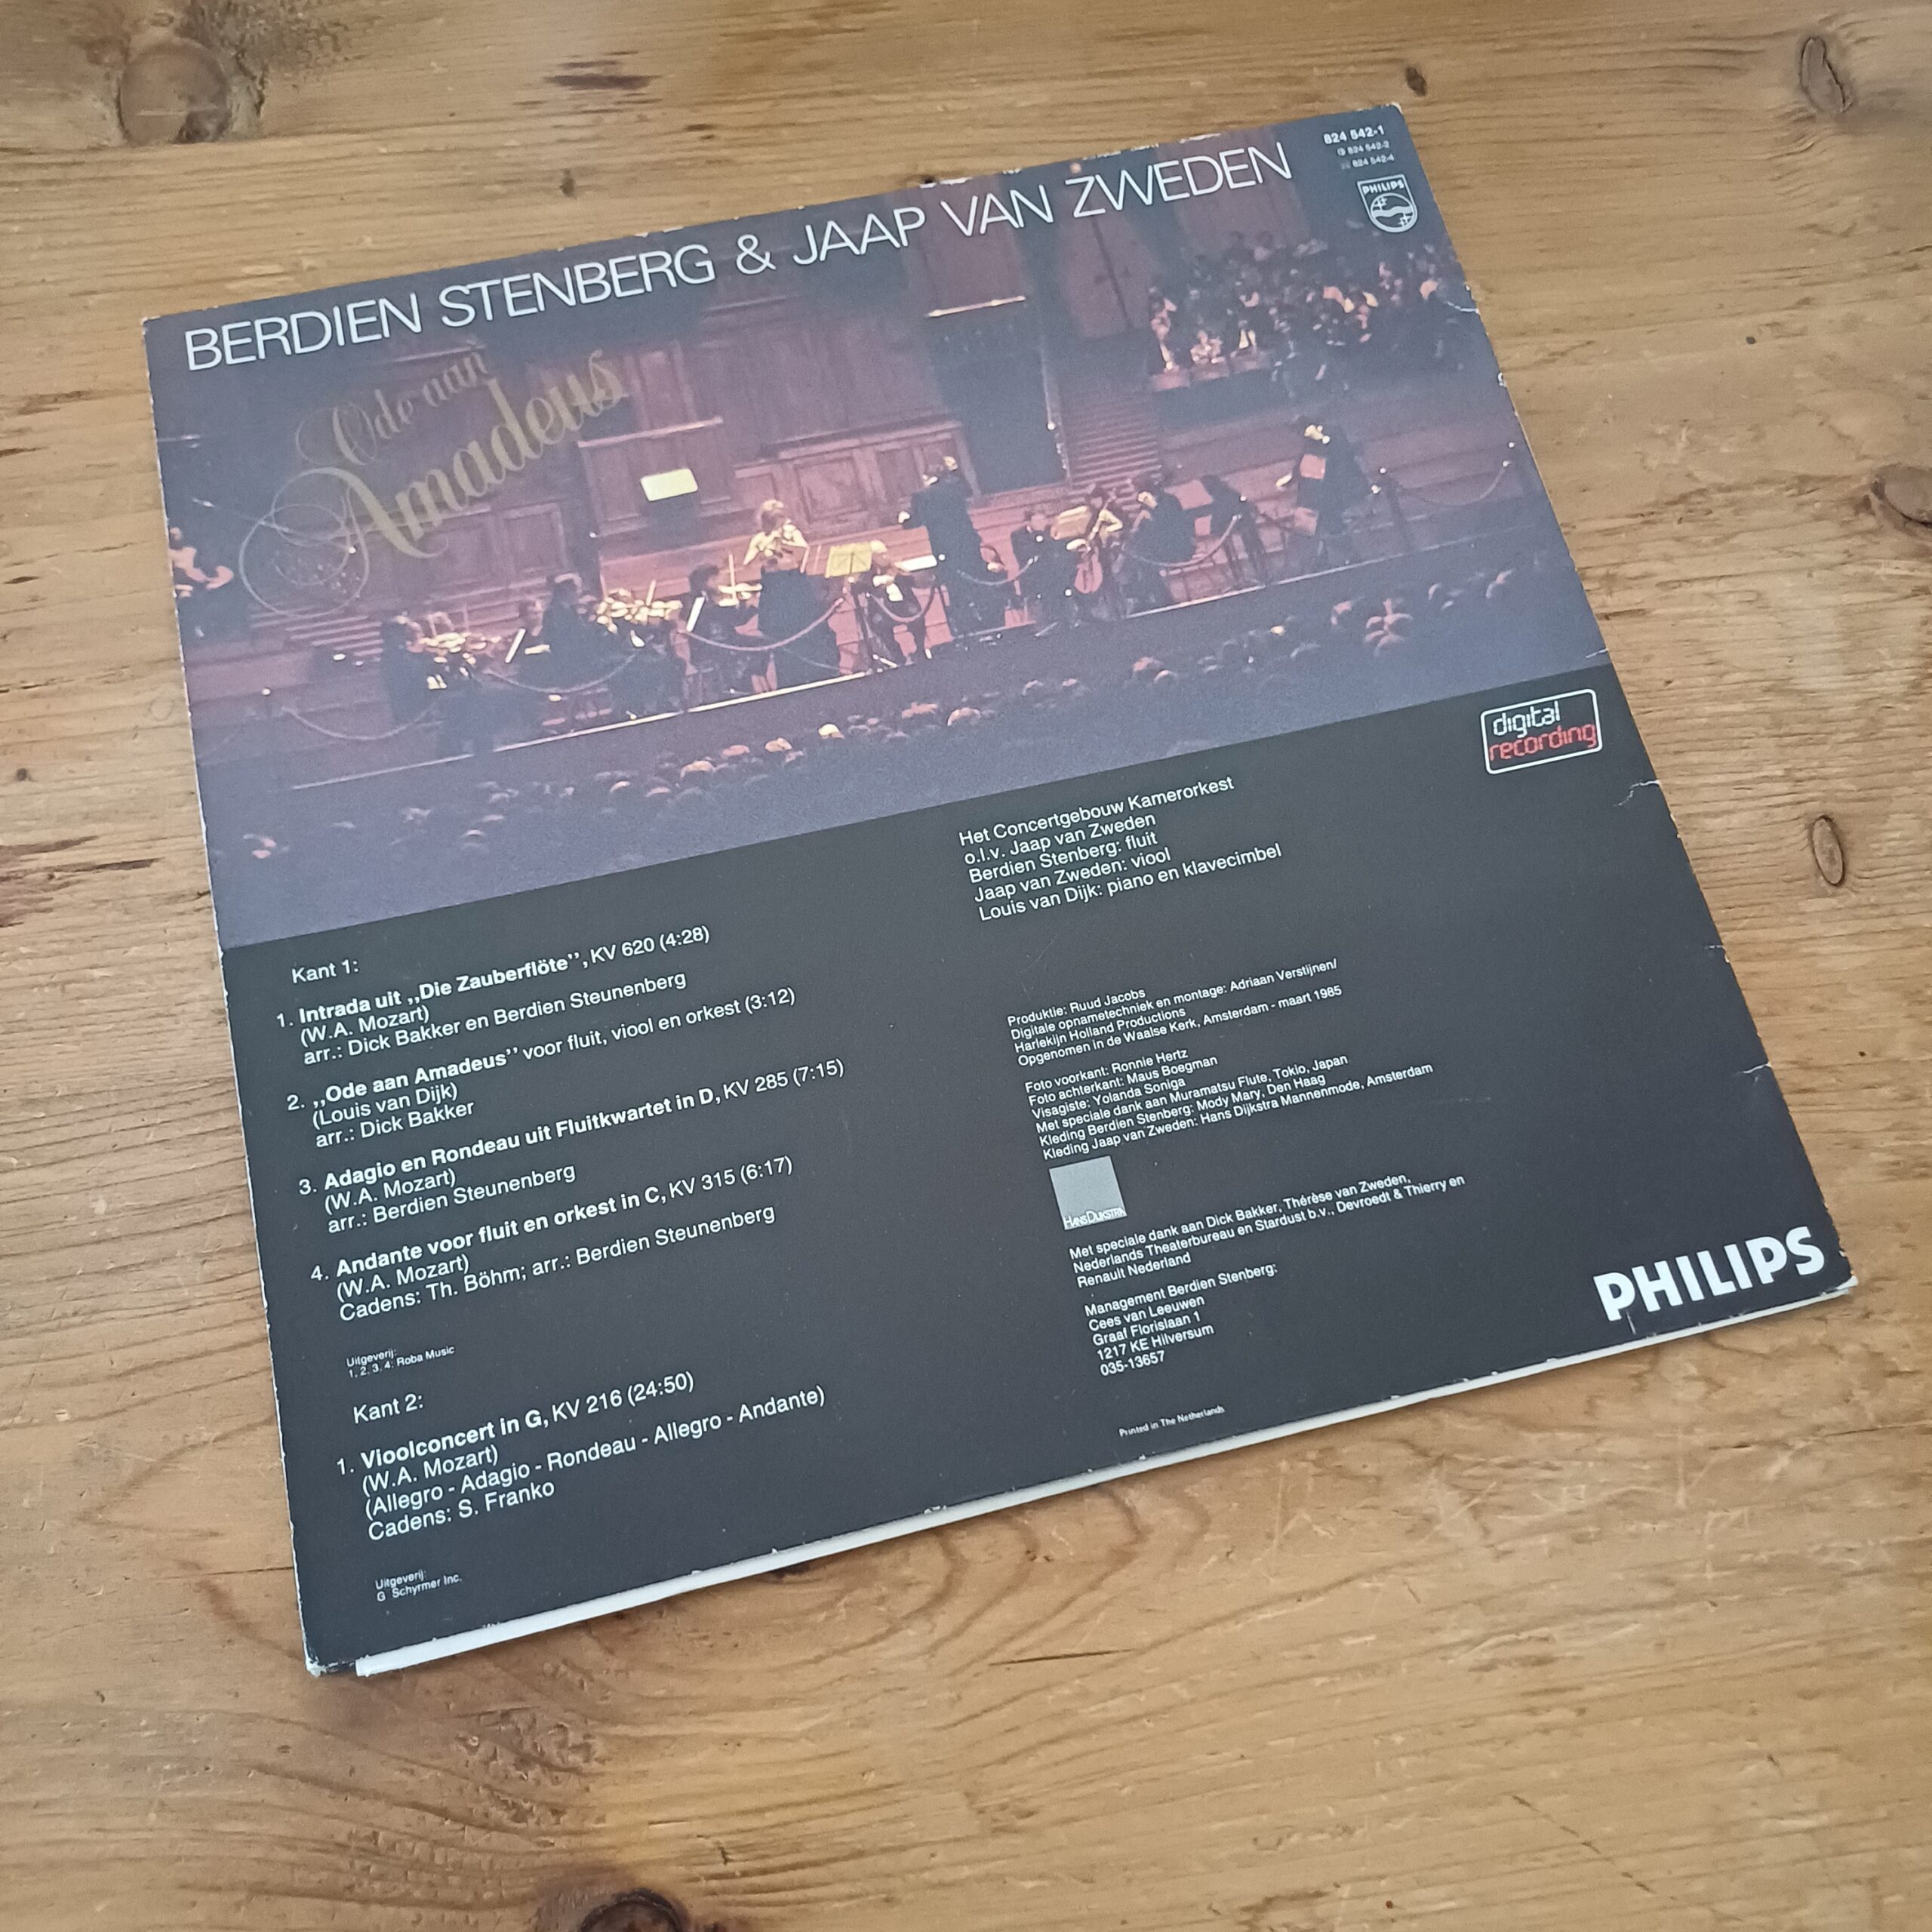 824 542-1
824 542-2
824 542-4
PHILIPS
BERDIEN STENBERG & JAAP VAN ZWEDEN
Ode aan
Amadeus
digital
recording
Het Concertgebouw Kamerorkest
o.l.v. Jaap van Zweden
Berdien Stenberg: fluit
Jaap van Zweden: viool
Louis van Dijk: piano en klavecimbel
Kant 1:
1. Intrada uit ,,Die Zauberflöte’’, KV 620 (4:28)
(W.A. Mozart)
arr.: Dick Bakker en Berdien Steunenberg
2. ,,Ode aan Amadeus’’ voor fluit, viool en orkest (3:12)
(Louis van Dijk)
arr.: Dick Bakker
3. Adagio en Rondeau uit Fluitkwartet in D, KV 285 (7:15)
(W.A. Mozart)
arr.: Berdien Steunenberg
4. Andante voor fluit en orkest in C, KV 315 (6:17)
(W.A. Mozart)
Cadens: Th. Böhm; arr.: Berdien Steunenberg
Uitgeverij:
1, 2, 3, 4: Roba Music
Kant 2:
1. Vioolconcert in G, KV 216 (24:50)
(W.A. Mozart)
(Allegro - Adagio - Rondeau - Allegro - Andante)
Cadens: S. Franko
Uitgeverij:
G. Schyrmer Inc.
Produktie: Ruud Jacobs
Digitale opnametechniek en montage: Adriaan Verstijnen/
Harlekijn Holland Productions
Opgenomen in de Waalse Kerk, Amsterdam - maart 1985
Foto voorkant: Ronnie Hertz
Foto achterkant: Maus Boegman
Visagiste: Yolanda Soniga
Met speciale dank aan Muramatsu Flute, Tokio, Japan
Kleding Berdien Stenberg: Mody Mary, Den Haag
Kleding Jaap van Zweden: Hans Dijkstra Mannenmode, Amsterdam
HANS DIJKSTRA
Met speciale dank aan Dick Bakker, Thérèse van Zweden,
Nederlands Theaterbureau en Stardust b.v., Devroedt & Thierry en
Renault Nederland
Management Berdien Stenberg:
Cees van Leeuwen
Graaf Florislaan 1
1217 KE Hilversum
035-13657
Printed in The Netherlands
PHILIPS